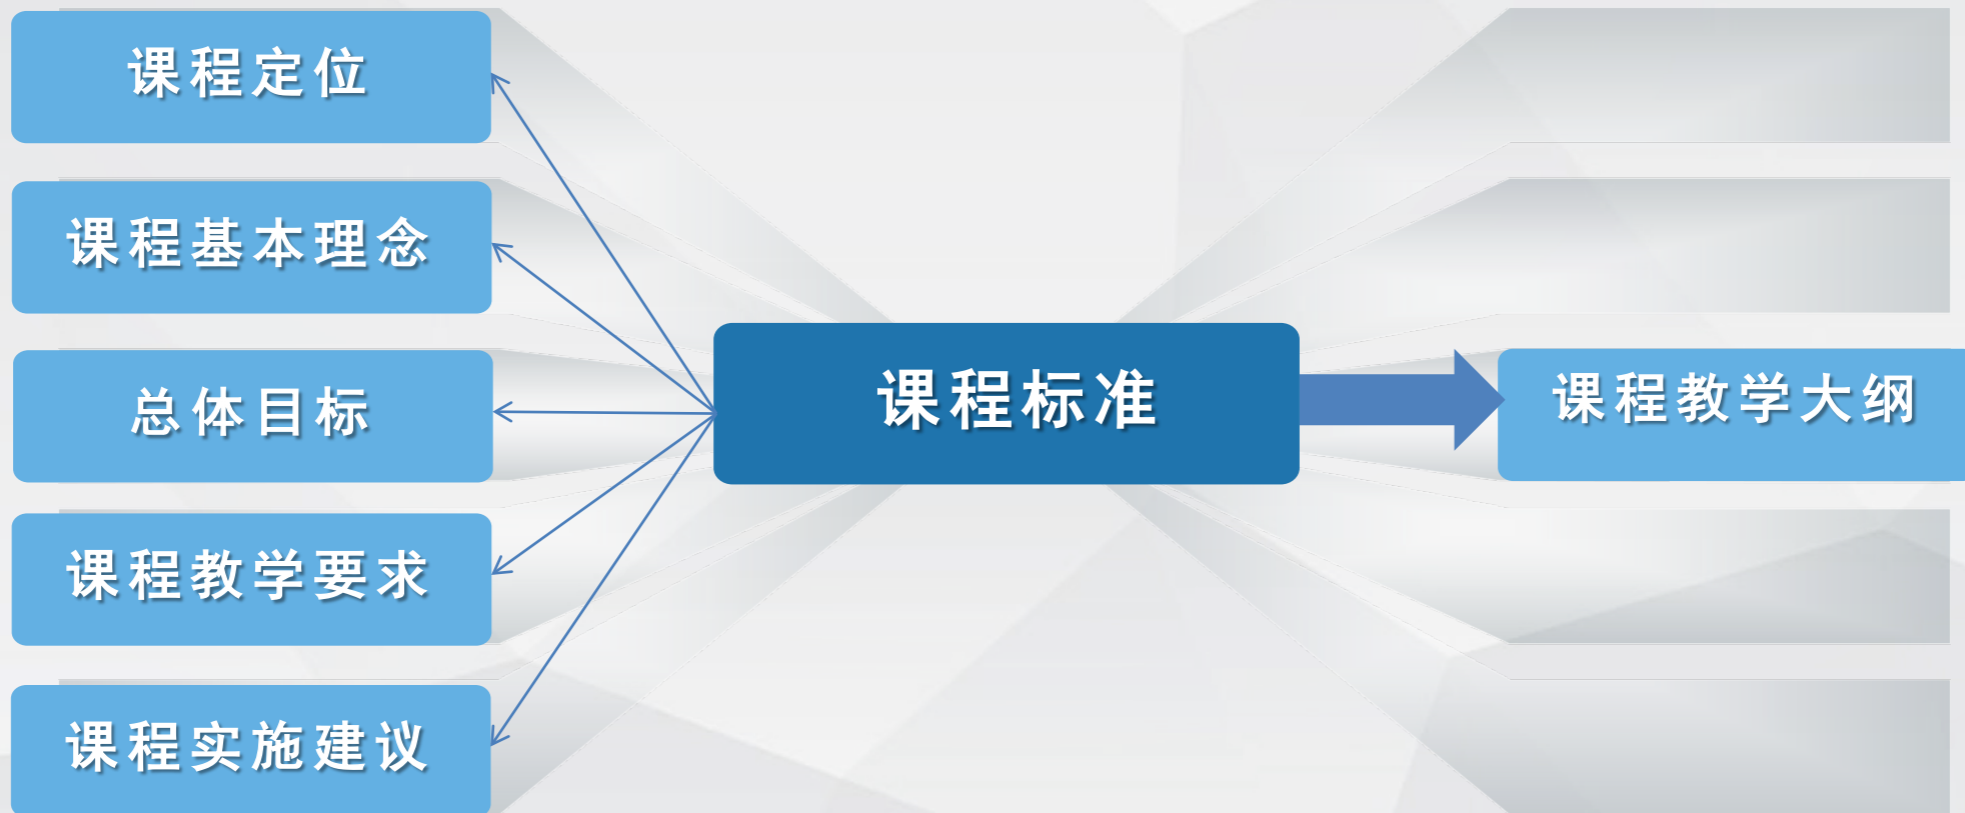 课程定位
课程基本理念
总体目标
课程教学要求
课程实施建议
课程标准
课程教学大纲